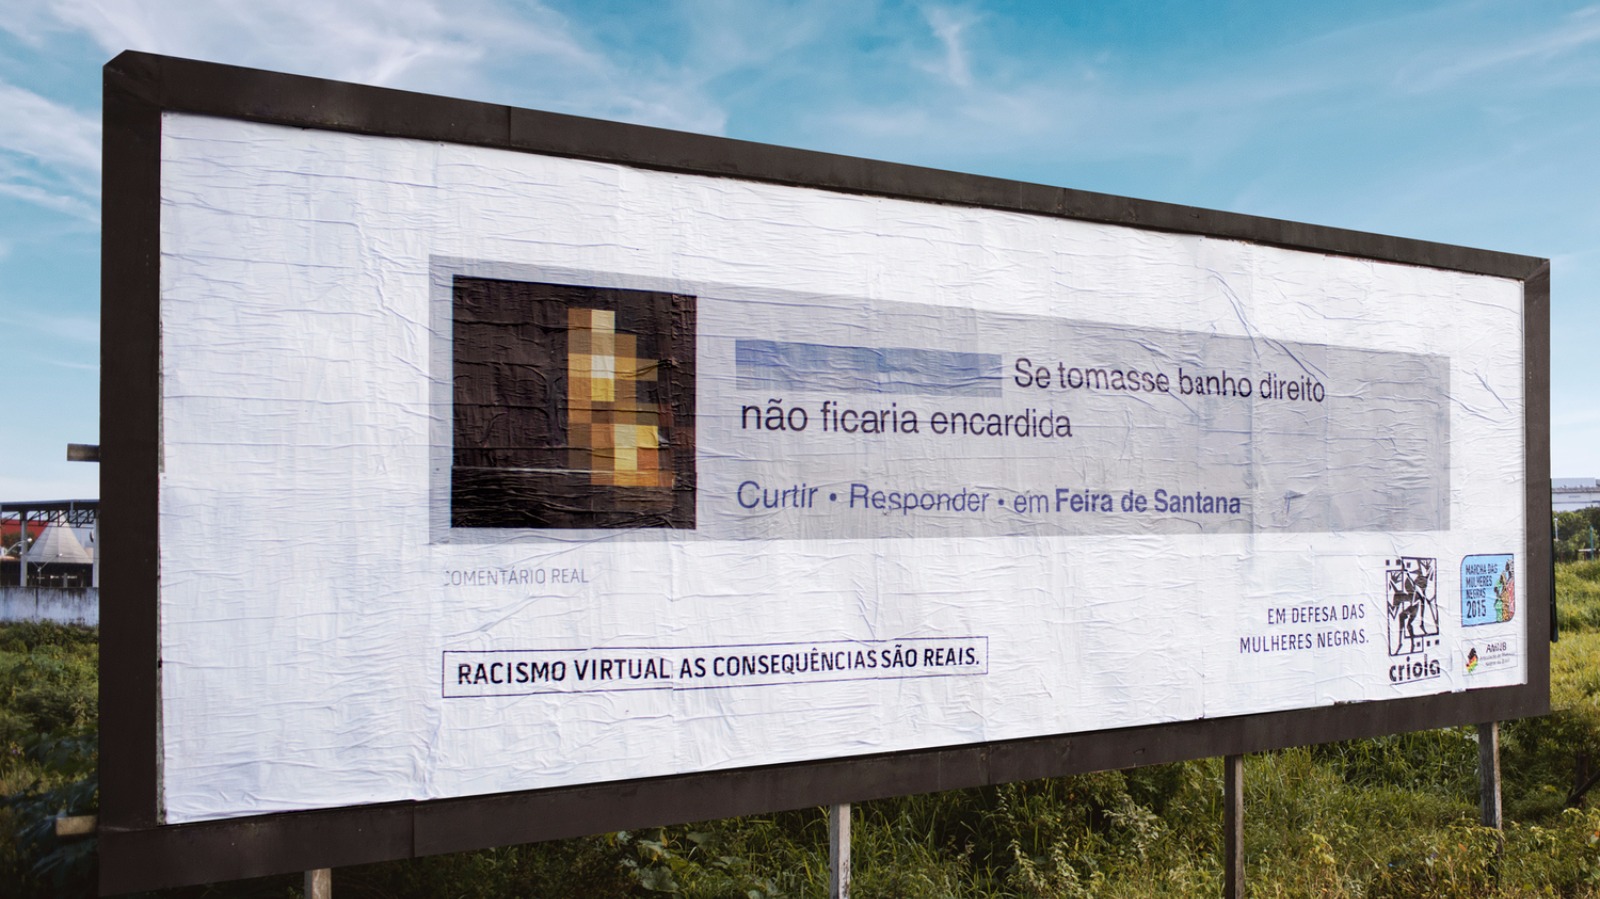 Se tomasse banho direito
não ficaria encardida
Curtir • Responder • em Feira de Santana
COMENTÁRIO REAL
RACISMO VIRTUAL. AS CONSEQUÊNCIAS SÃO REAIS.
EM DEFESA DAS
MULHERES NEGRAS.
criola
MARCHA DAS
MULHERES
NEGRAS
2015